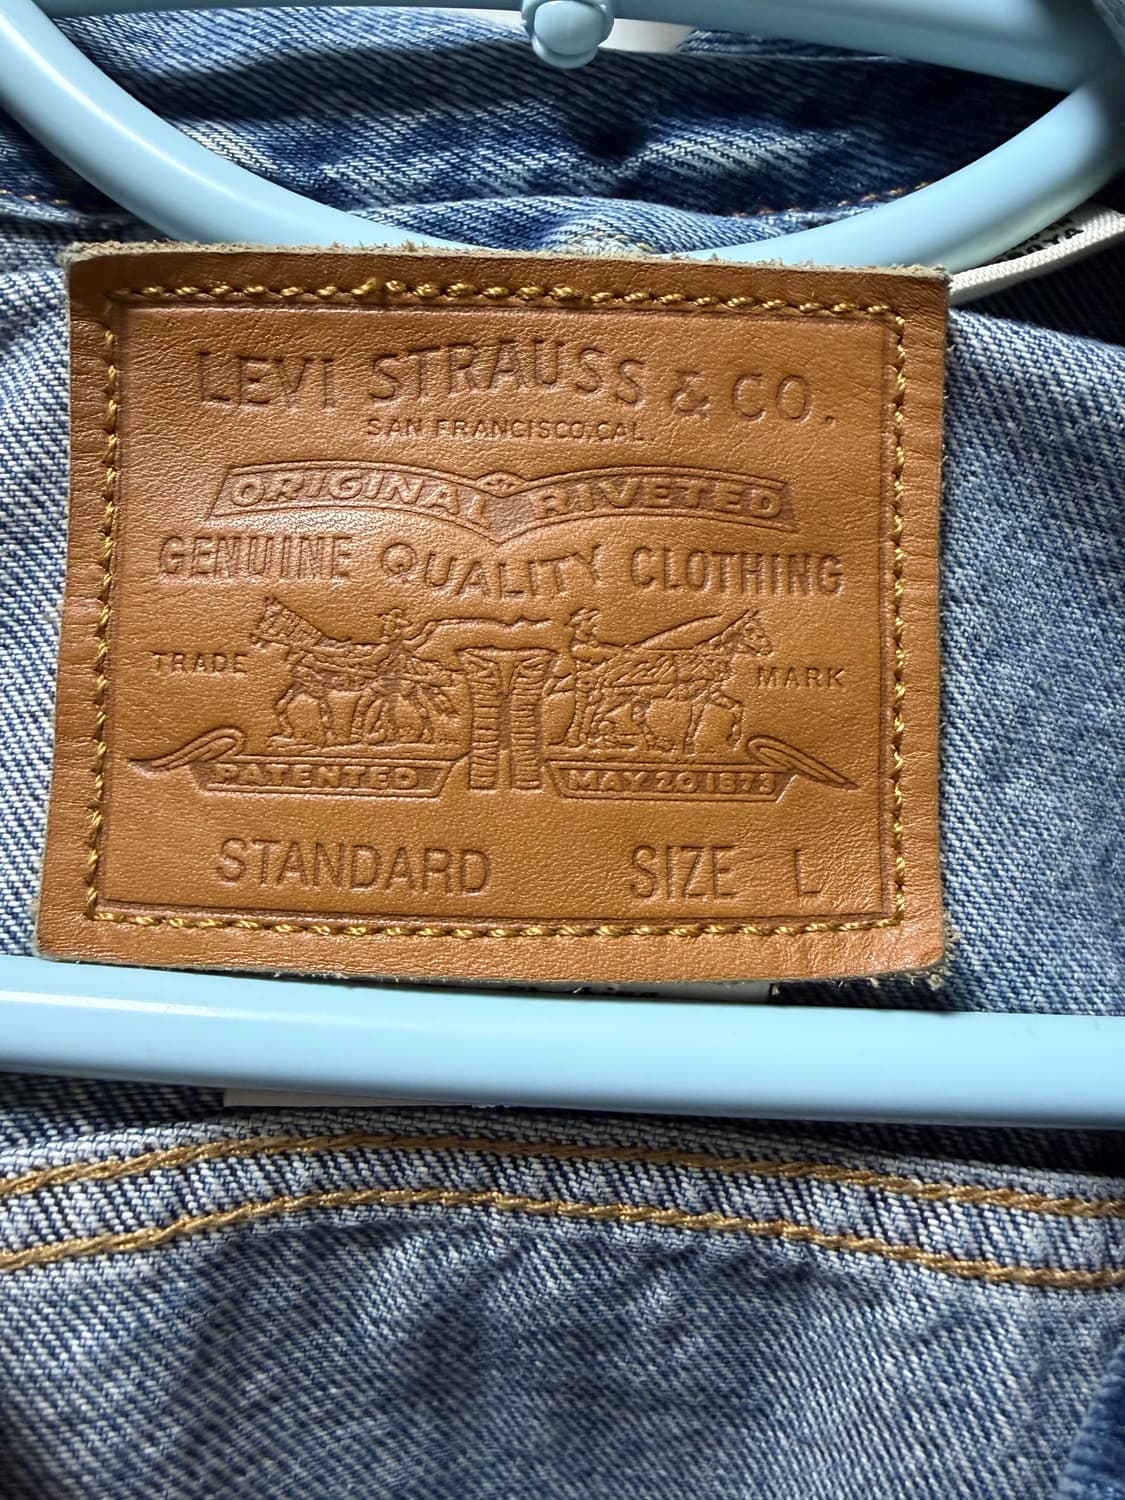 LEVI STRAUSS & CO.
SAN FRANCISCO,CAL.
ORIGINAL RIVETED
GENUINE QUALITY CLOTHING
TRADE MARK
PATENTED MAY 20 1873
STANDARD SIZE L